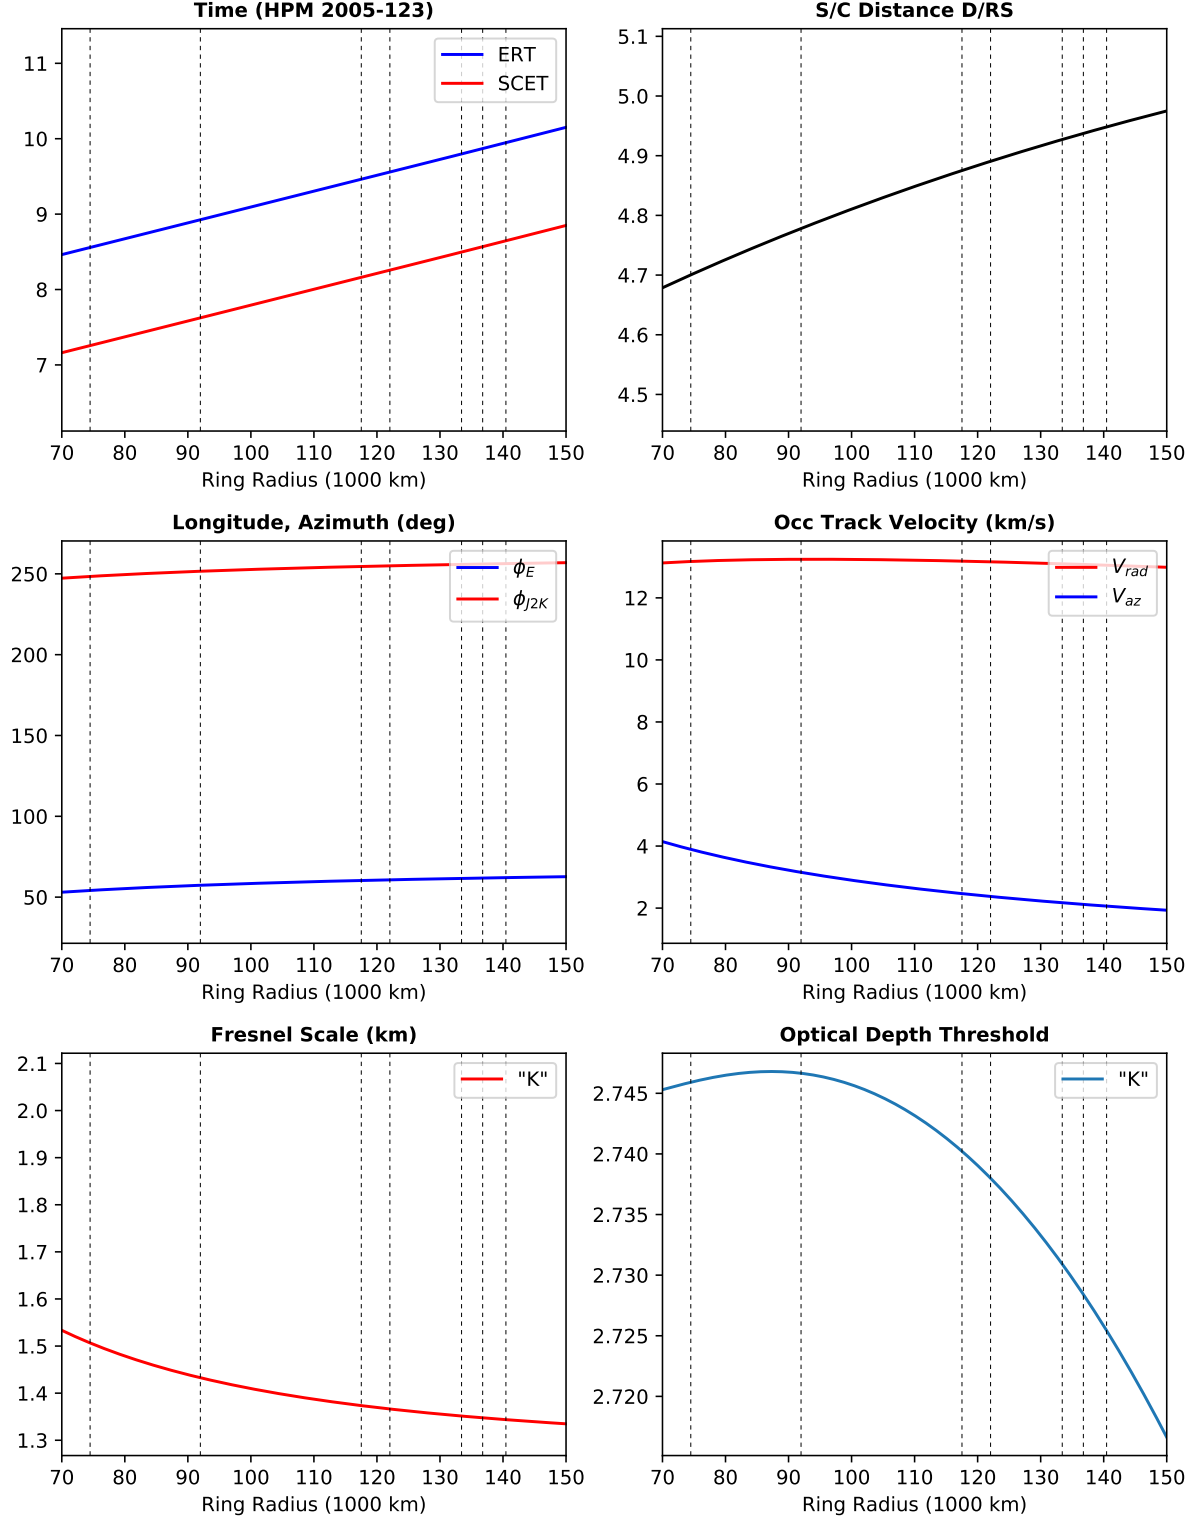 Time (HPM 2005-123)
ERT
SCET
11
10
9
8
7
70 80 90 100 110 120 130 140 150
Ring Radius (1000 km)
S/C Distance D/RS
5.1
5.0
4.9
4.8
4.7
4.6
4.5
70 80 90 100 110 120 130 140 150
Ring Radius (1000 km)
Longitude, Azimuth (deg)
ϕE
ϕJ2K
250
200
150
100
50
70 80 90 100 110 120 130 140 150
Ring Radius (1000 km)
Occ Track Velocity (km/s)
Vrad
Vaz
12
10
8
6
4
2
70 80 90 100 110 120 130 140 150
Ring Radius (1000 km)
Fresnel Scale (km)
"K"
2.1
2.0
1.9
1.8
1.7
1.6
1.5
1.4
1.3
70 80 90 100 110 120 130 140 150
Ring Radius (1000 km)
Optical Depth Threshold
"K"
2.745
2.740
2.735
2.730
2.725
2.720
70 80 90 100 110 120 130 140 150
Ring Radius (1000 km)